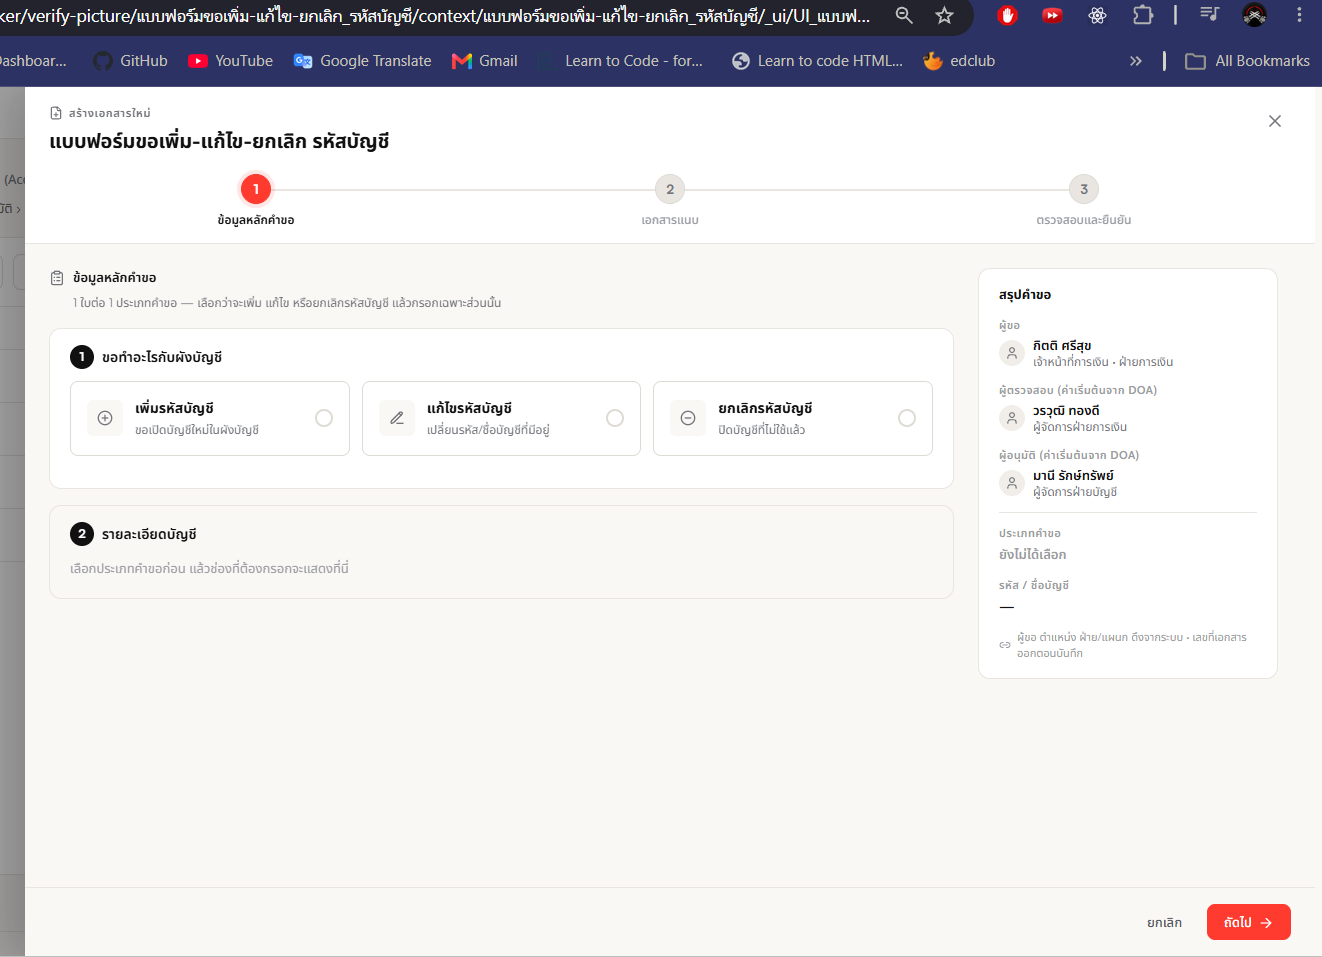 ker/verify-picture/แบบฟอร์มขอเพิ่ม-แก้ไข-ยกเลิก_รหัสบัญชี/context/แบบฟอร์มขอเพิ่ม-แก้ไข-ยกเลิก_รหัสบัญชี/_ui/UI_แบบฟ...
Dashboar... GitHub YouTube Google Translate Gmail Learn to Code - for... Learn to code HTML... edclub » All Bookmarks
สร้างเอกสารใหม่
แบบฟอร์มขอเพิ่ม-แก้ไข-ยกเลิก รหัสบัญชี
1 2 3
ข้อมูลหลักคำขอ เอกสารแนบ ตรวจสอบและยืนยัน
(Acc
ข้อมูลหลักคำขอ
1 ใบต่อ 1 ประเภทคำขอ — เลือกว่าจะเพิ่ม แก้ไข หรือยกเลิกรหัสบัญชี แล้วกรอกเฉพาะส่วนนั้น
1 ขอทำอะไรกับผังบัญชี
เพิ่มรหัสบัญชี
ขอเปิดบัญชีใหม่ในผังบัญชี
แก้ไขรหัสบัญชี
เปลี่ยนรหัส/ชื่อบัญชีที่มีอยู่
ยกเลิกรหัสบัญชี
ปิดบัญชีที่ไม่ใช้แล้ว
2 รายละเอียดบัญชี
เลือกประเภทคำขอก่อน แล้วช่องที่ต้องกรอกจะแสดงที่นี่
สรุปคำขอ
ผู้ขอ
กิตติ ศรีสุข
เจ้าหน้าที่การเงิน • ฝ่ายการเงิน
ผู้ตรวจสอบ (ค่าเริ่มต้นจาก DOA)
วรวุฒิ ทองดี
ผู้จัดการฝ่ายการเงิน
ผู้อนุมัติ (ค่าเริ่มต้นจาก DOA)
มานี รักษ์ทรัพย์
ผู้จัดการฝ่ายบัญชี
ประเภทคำขอ
ยังไม่ได้เลือก
รหัส / ชื่อบัญชี
—
ผู้ขอ ตำแหน่ง ฝ่าย/แผนก ดึงจากระบบ • เลขที่เอกสาร
ออกตอนบันทึก
ยกเลิก ถัดไป →